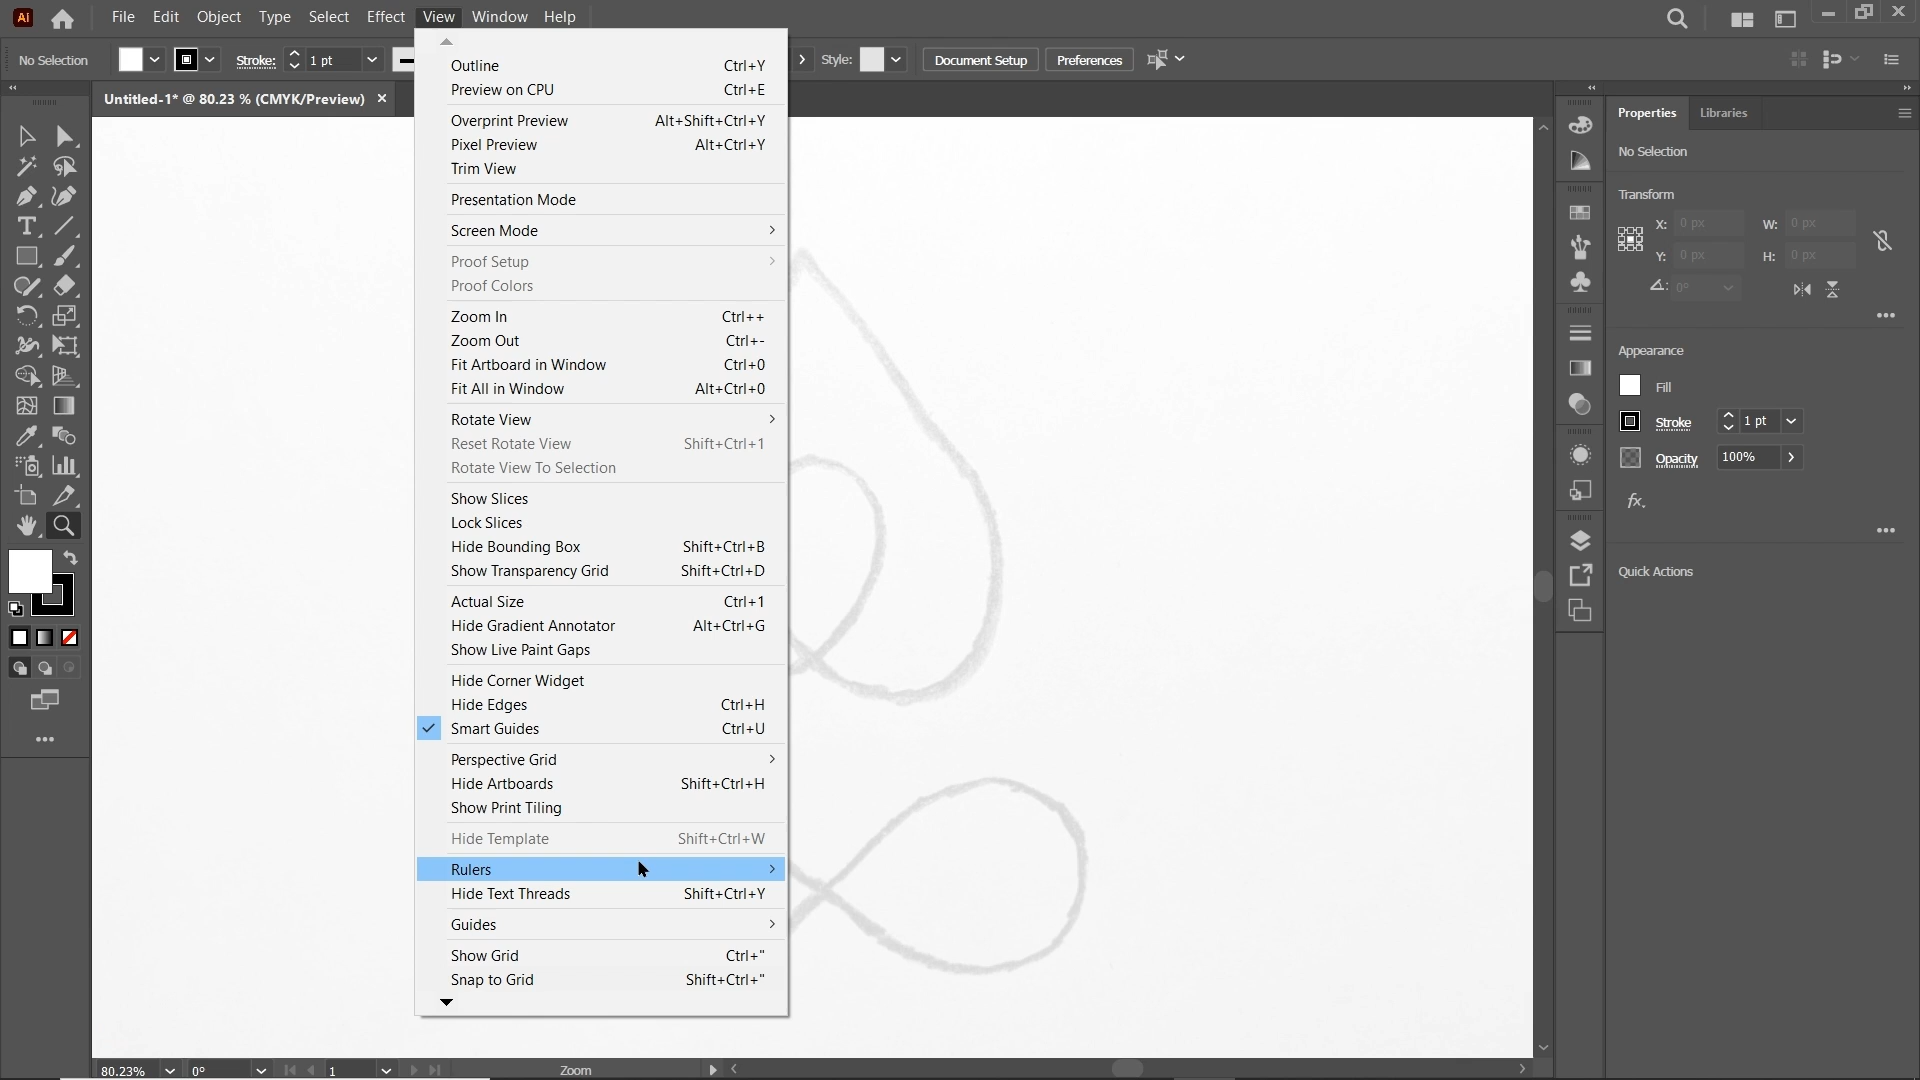 Ai File Edit Object Type Select Effect View Window Help
No Selection Stroke: 1 pt Style: Document Setup Preferences
Untitled-1* @ 80.23 % (CMYK/Preview)
Outline Ctrl+Y
Preview on CPU Ctrl+E
Overprint Preview Alt+Shift+Ctrl+Y
Pixel Preview Alt+Ctrl+Y
Trim View
Presentation Mode
Screen Mode
Proof Setup
Proof Colors
Zoom In Ctrl++
Zoom Out Ctrl+-
Fit Artboard in Window Ctrl+0
Fit All in Window Alt+Ctrl+0
Rotate View
Reset Rotate View Shift+Ctrl+1
Rotate View To Selection
Show Slices
Lock Slices
Hide Bounding Box Shift+Ctrl+B
Show Transparency Grid Shift+Ctrl+D
Actual Size Ctrl+1
Hide Gradient Annotator Alt+Ctrl+G
Show Live Paint Gaps
Hide Corner Widget
Hide Edges Ctrl+H
Smart Guides Ctrl+U
Perspective Grid
Hide Artboards Shift+Ctrl+H
Show Print Tiling
Hide Template Shift+Ctrl+W
Rulers
Hide Text Threads Shift+Ctrl+Y
Guides
Show Grid Ctrl+"
Snap to Grid Shift+Ctrl+"
Properties Libraries
No Selection
Transform
X: 0 px W: 0 px
Y: 0 px H: 0 px
0°
Appearance
Fill
Stroke 1 pt
Opacity 100%
fx.
Quick Actions
80.23% 0° 1 Zoom